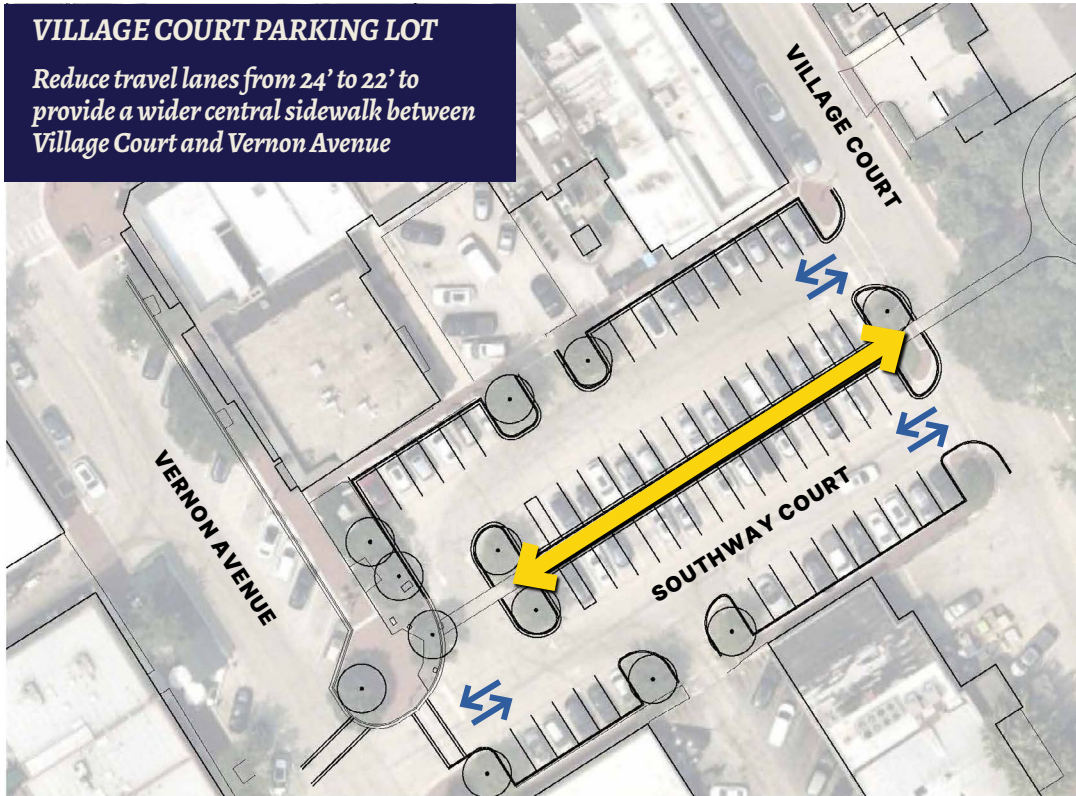 VILLAGE COURT PARKING LOT
Reduce travel lanes from 24’ to 22’ to
provide a wider central sidewalk between
Village Court and Vernon Avenue
VILLAGE COURT
VERNON AVENUE
SOUTHWAY COURT